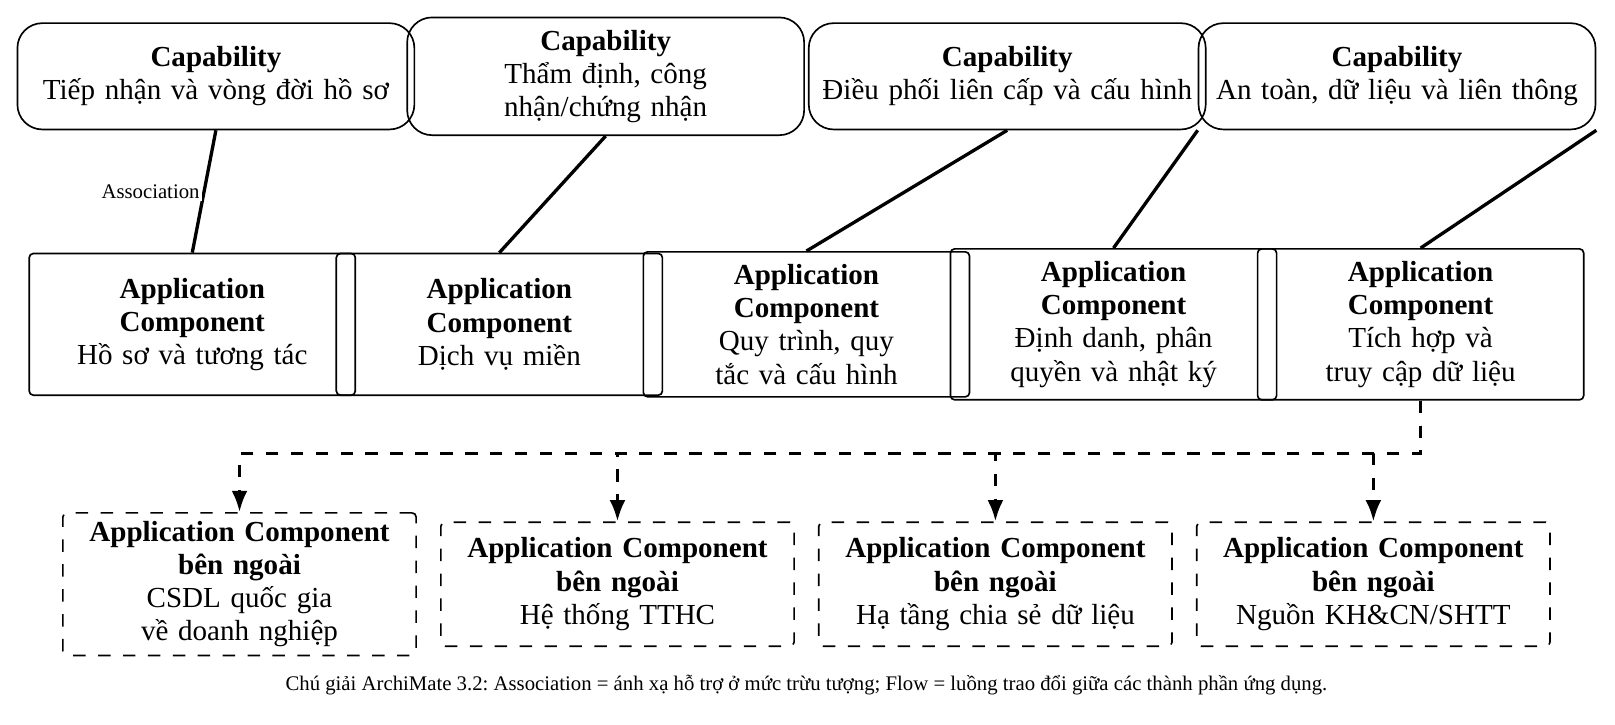 Capability
Tiếp nhận và vòng đời hồ sơ
Capability
Thẩm định, công
nhận/chứng nhận
Capability
Điều phối liên cấp và cấu hình
Capability
An toàn, dữ liệu và liên thông
Association
Application
Component
Hồ sơ và tương tác
Application
Component
Dịch vụ miền
Application
Component
Quy trình, quy
tắc và cấu hình
Application
Component
Định danh, phân
quyền và nhật ký
Application
Component
Tích hợp và
truy cập dữ liệu
Application Component
bên ngoài
CSDL quốc gia
về doanh nghiệp
Application Component
bên ngoài
Hệ thống TTHC
Application Component
bên ngoài
Hạ tầng chia sẻ dữ liệu
Application Component
bên ngoài
Nguồn KH&CN/SHTT
Chú giải ArchiMate 3.2: Association = ánh xạ hỗ trợ ở mức trừu tượng; Flow = luồng trao đổi giữa các thành phần ứng dụng.